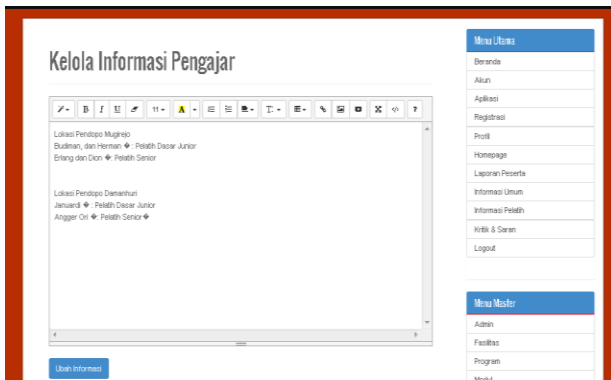 Kelola Informasi Pengajar
B I U 11 A T ?
Lokasi Pendopo Mugirejo
Budiman, dan Herman �: Pelatih Dasar Junior
Erlang dan Dion �: Pelatih Senior
Lokasi Pendopo Damanhuri
Januardi � : Pelatih Dasar Junior
Angger Ori �: Pelatih Senior�
Ubah Informasi
Menu Utama
Beranda
Akun
Aplikasi
Registrasi
Profil
Homepage
Laporan Peserta
Informasi Umum
Informasi Pelatih
Kritik & Saran
Logout
Menu Master
Admin
Fasilitas
Program
Modul